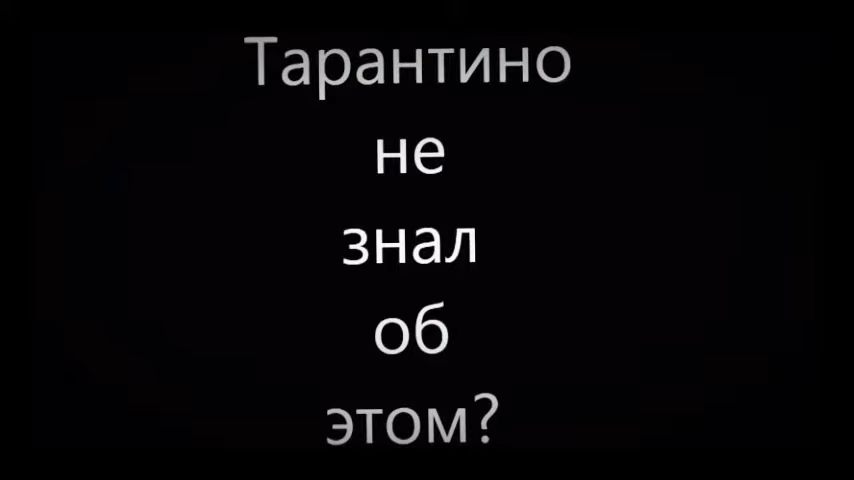 Тарантино
не
знал
об
этом?